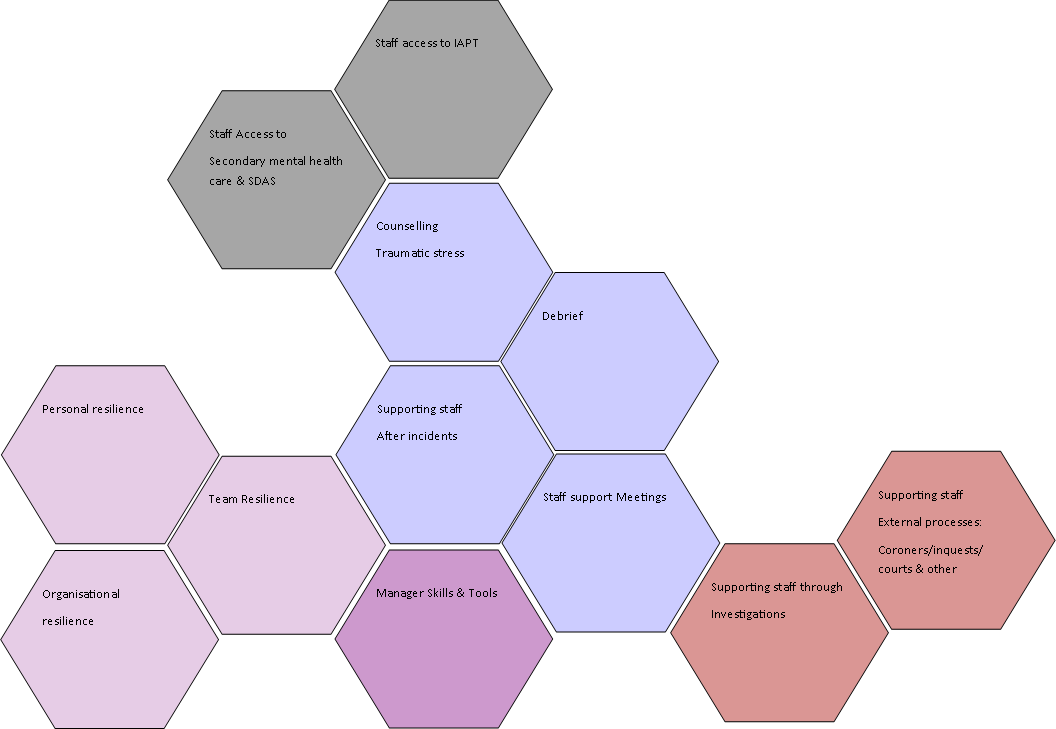 Staff access to IAPT
Staff Access to
Secondary mental health
care & SDAS
Counselling
Traumatic stress
Debrief
Personal resilience
Supporting staff
After incidents
Team Resilience
Staff support Meetings
Supporting staff
External processes:
Coroners/inquests/
courts & other
Organisational
resilience
Manager Skills & Tools
Supporting staff through
Investigations